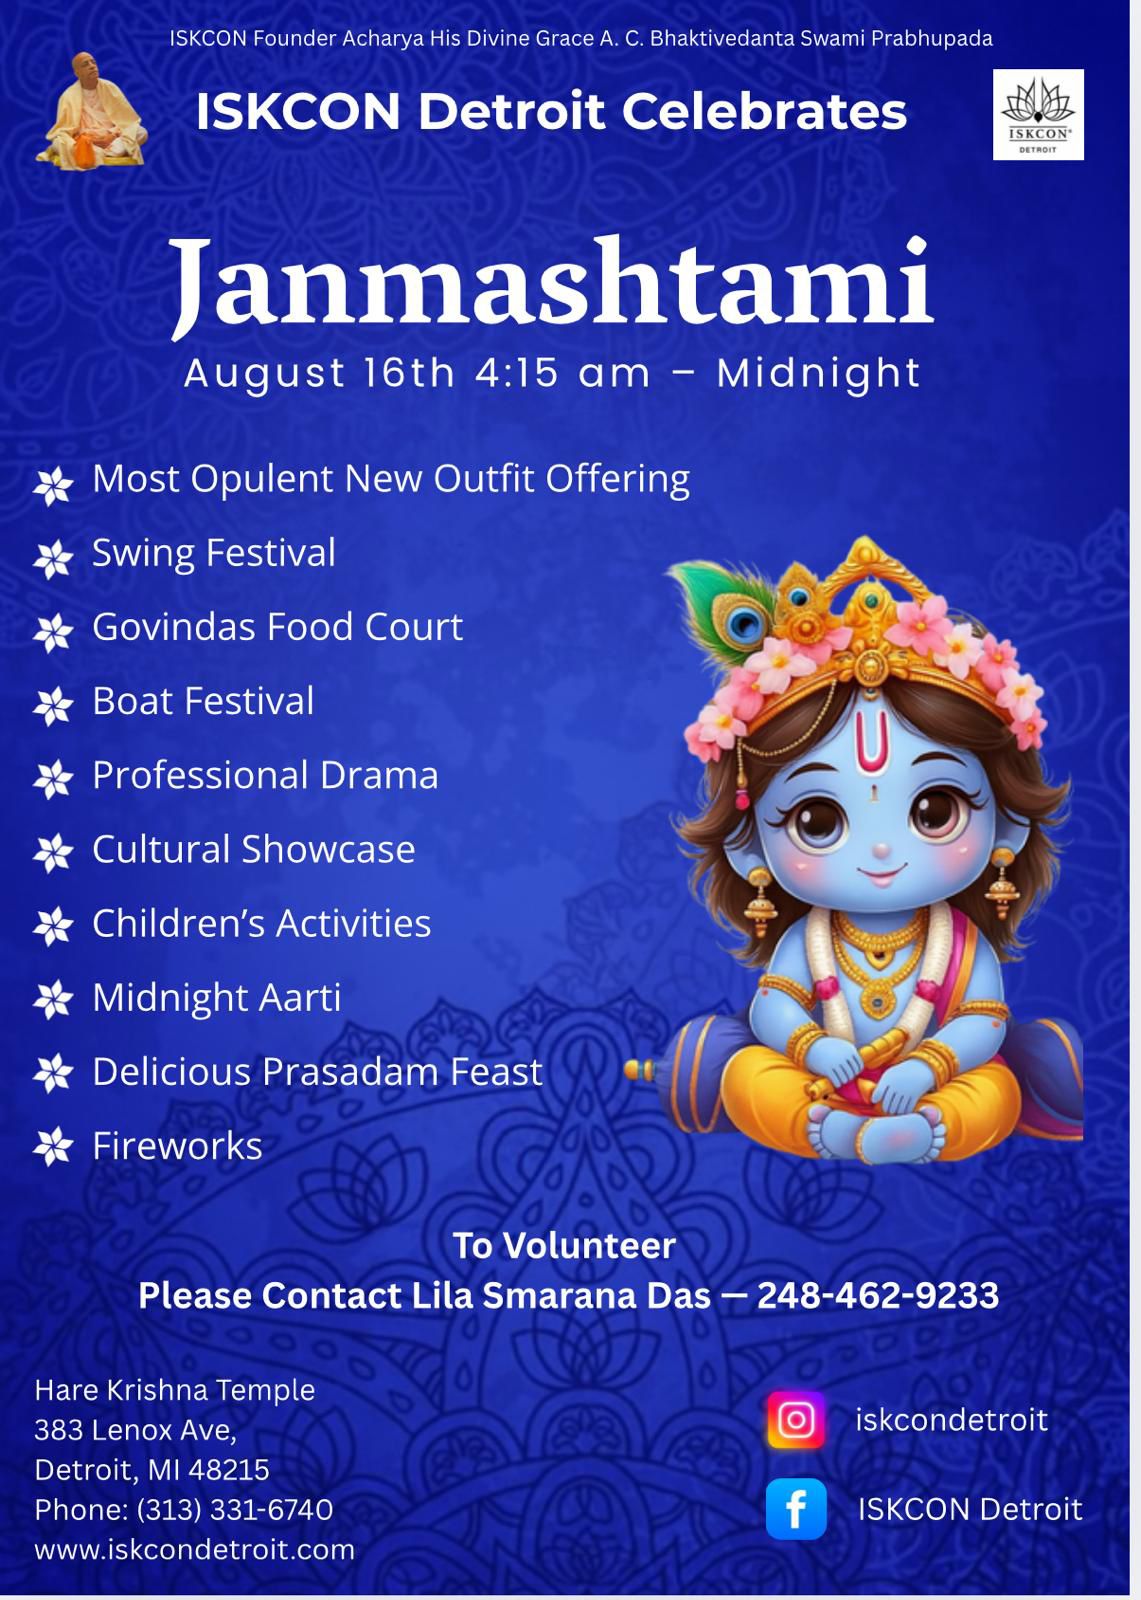 ISKCON Founder Acharya His Divine Grace A. C. Bhaktivedanta Swami Prabhupada
ISKCON Detroit Celebrates
ISKCON®
DETROIT
Janmashtami
August 16th 4:15 am – Midnight
Most Opulent New Outfit Offering
Swing Festival
Govindas Food Court
Boat Festival
Professional Drama
Cultural Showcase
Children’s Activities
Midnight Aarti
Delicious Prasadam Feast
Fireworks
To Volunteer
Please Contact Lila Smarana Das – 248-462-9233
Hare Krishna Temple
383 Lenox Ave,
Detroit, MI 48215
Phone: (313) 331-6740
www.iskcondetroit.com
iskcondetroit
ISKCON Detroit